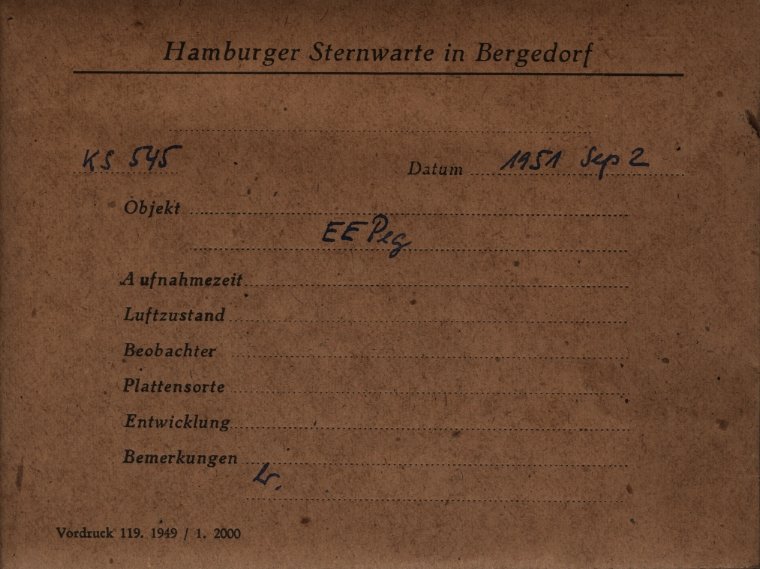 Hamburger Sternwarte in Bergedorf
KS 545 Datum 1951 Sep 2
Objekt
EE Peg
Aufnahmezeit
Luftzustand
Beobachter
Plattensorte
Entwicklung
Bemerkungen
Vordruck 119. 1949 / 1. 2000